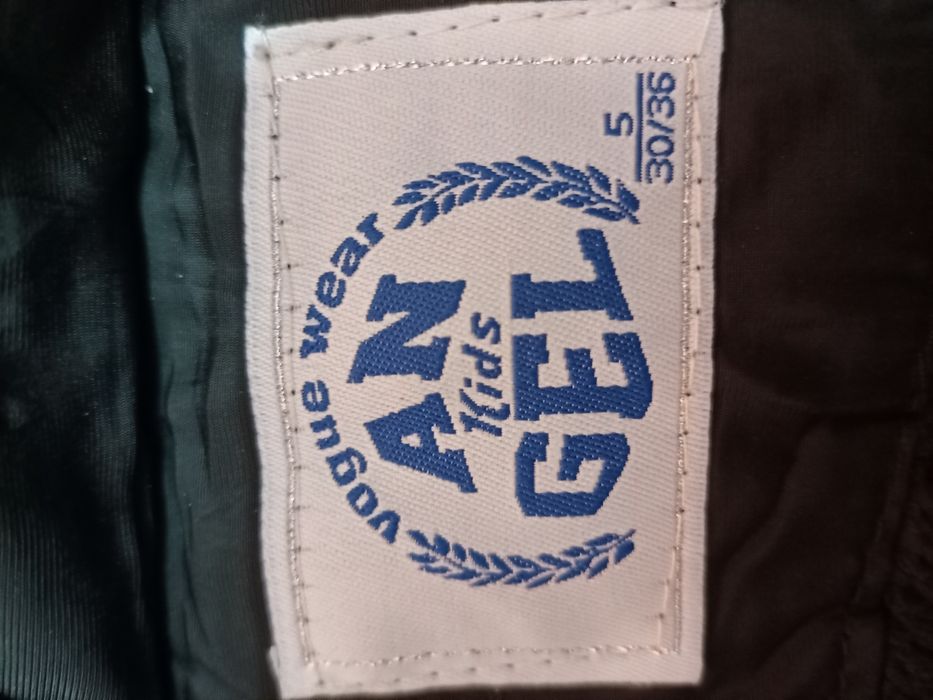 vogue wear
AN
Kids
GEL
5
30/36